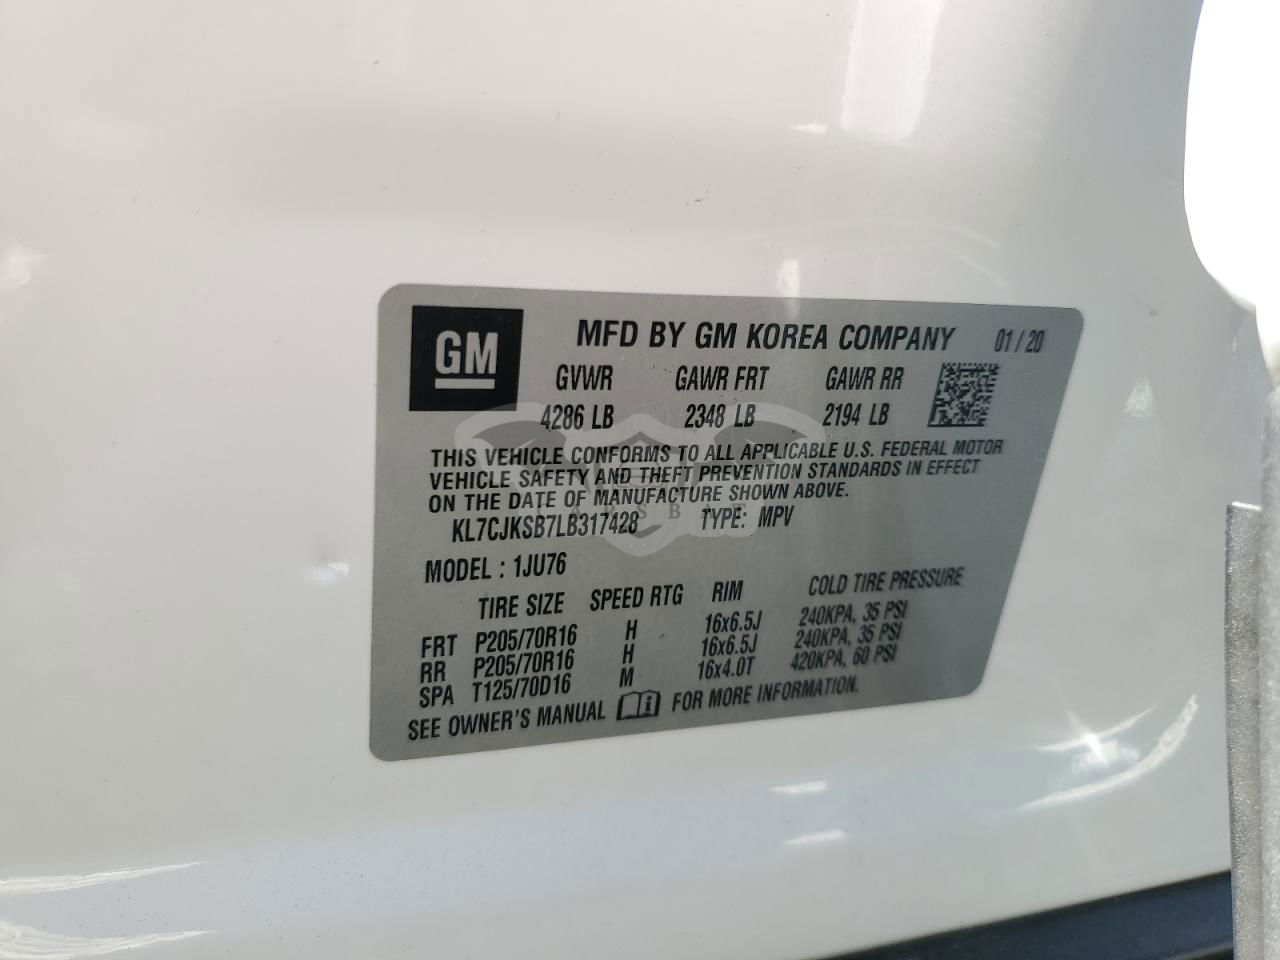 GM
MFD BY GM KOREA COMPANY 01/20
GVWR GAWR FRT GAWR RR
4286 LB 2348 LB 2194 LB
THIS VEHICLE CONFORMS TO ALL APPLICABLE U.S. FEDERAL MOTOR
VEHICLE SAFETY AND THEFT PREVENTION STANDARDS IN EFFECT
ON THE DATE OF MANUFACTURE SHOWN ABOVE.
KL7CJKSB7LB317428 TYPE: MPV
MODEL : 1JU76
TIRE SIZE SPEED RTG RIM COLD TIRE PRESSURE
FRT P205/70R16 H 16x6.5J 240KPA, 35 PSI
RR P205/70R16 H 16x6.5J 240KPA, 35 PSI
SPA T125/70D16 M 16x4.0T 420KPA, 60 PSI
SEE OWNER'S MANUAL FOR MORE INFORMATION.